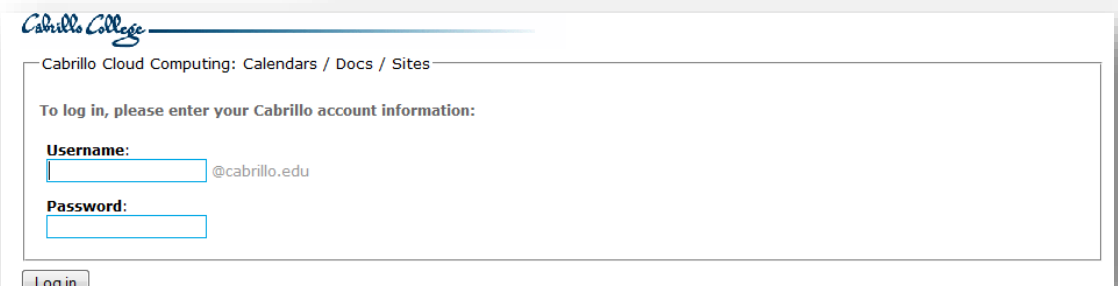 Cabrillo College
Cabrillo Cloud Computing: Calendars / Docs / Sites
To log in, please enter your Cabrillo account information:
Username:
@cabrillo.edu
Password:
Log in